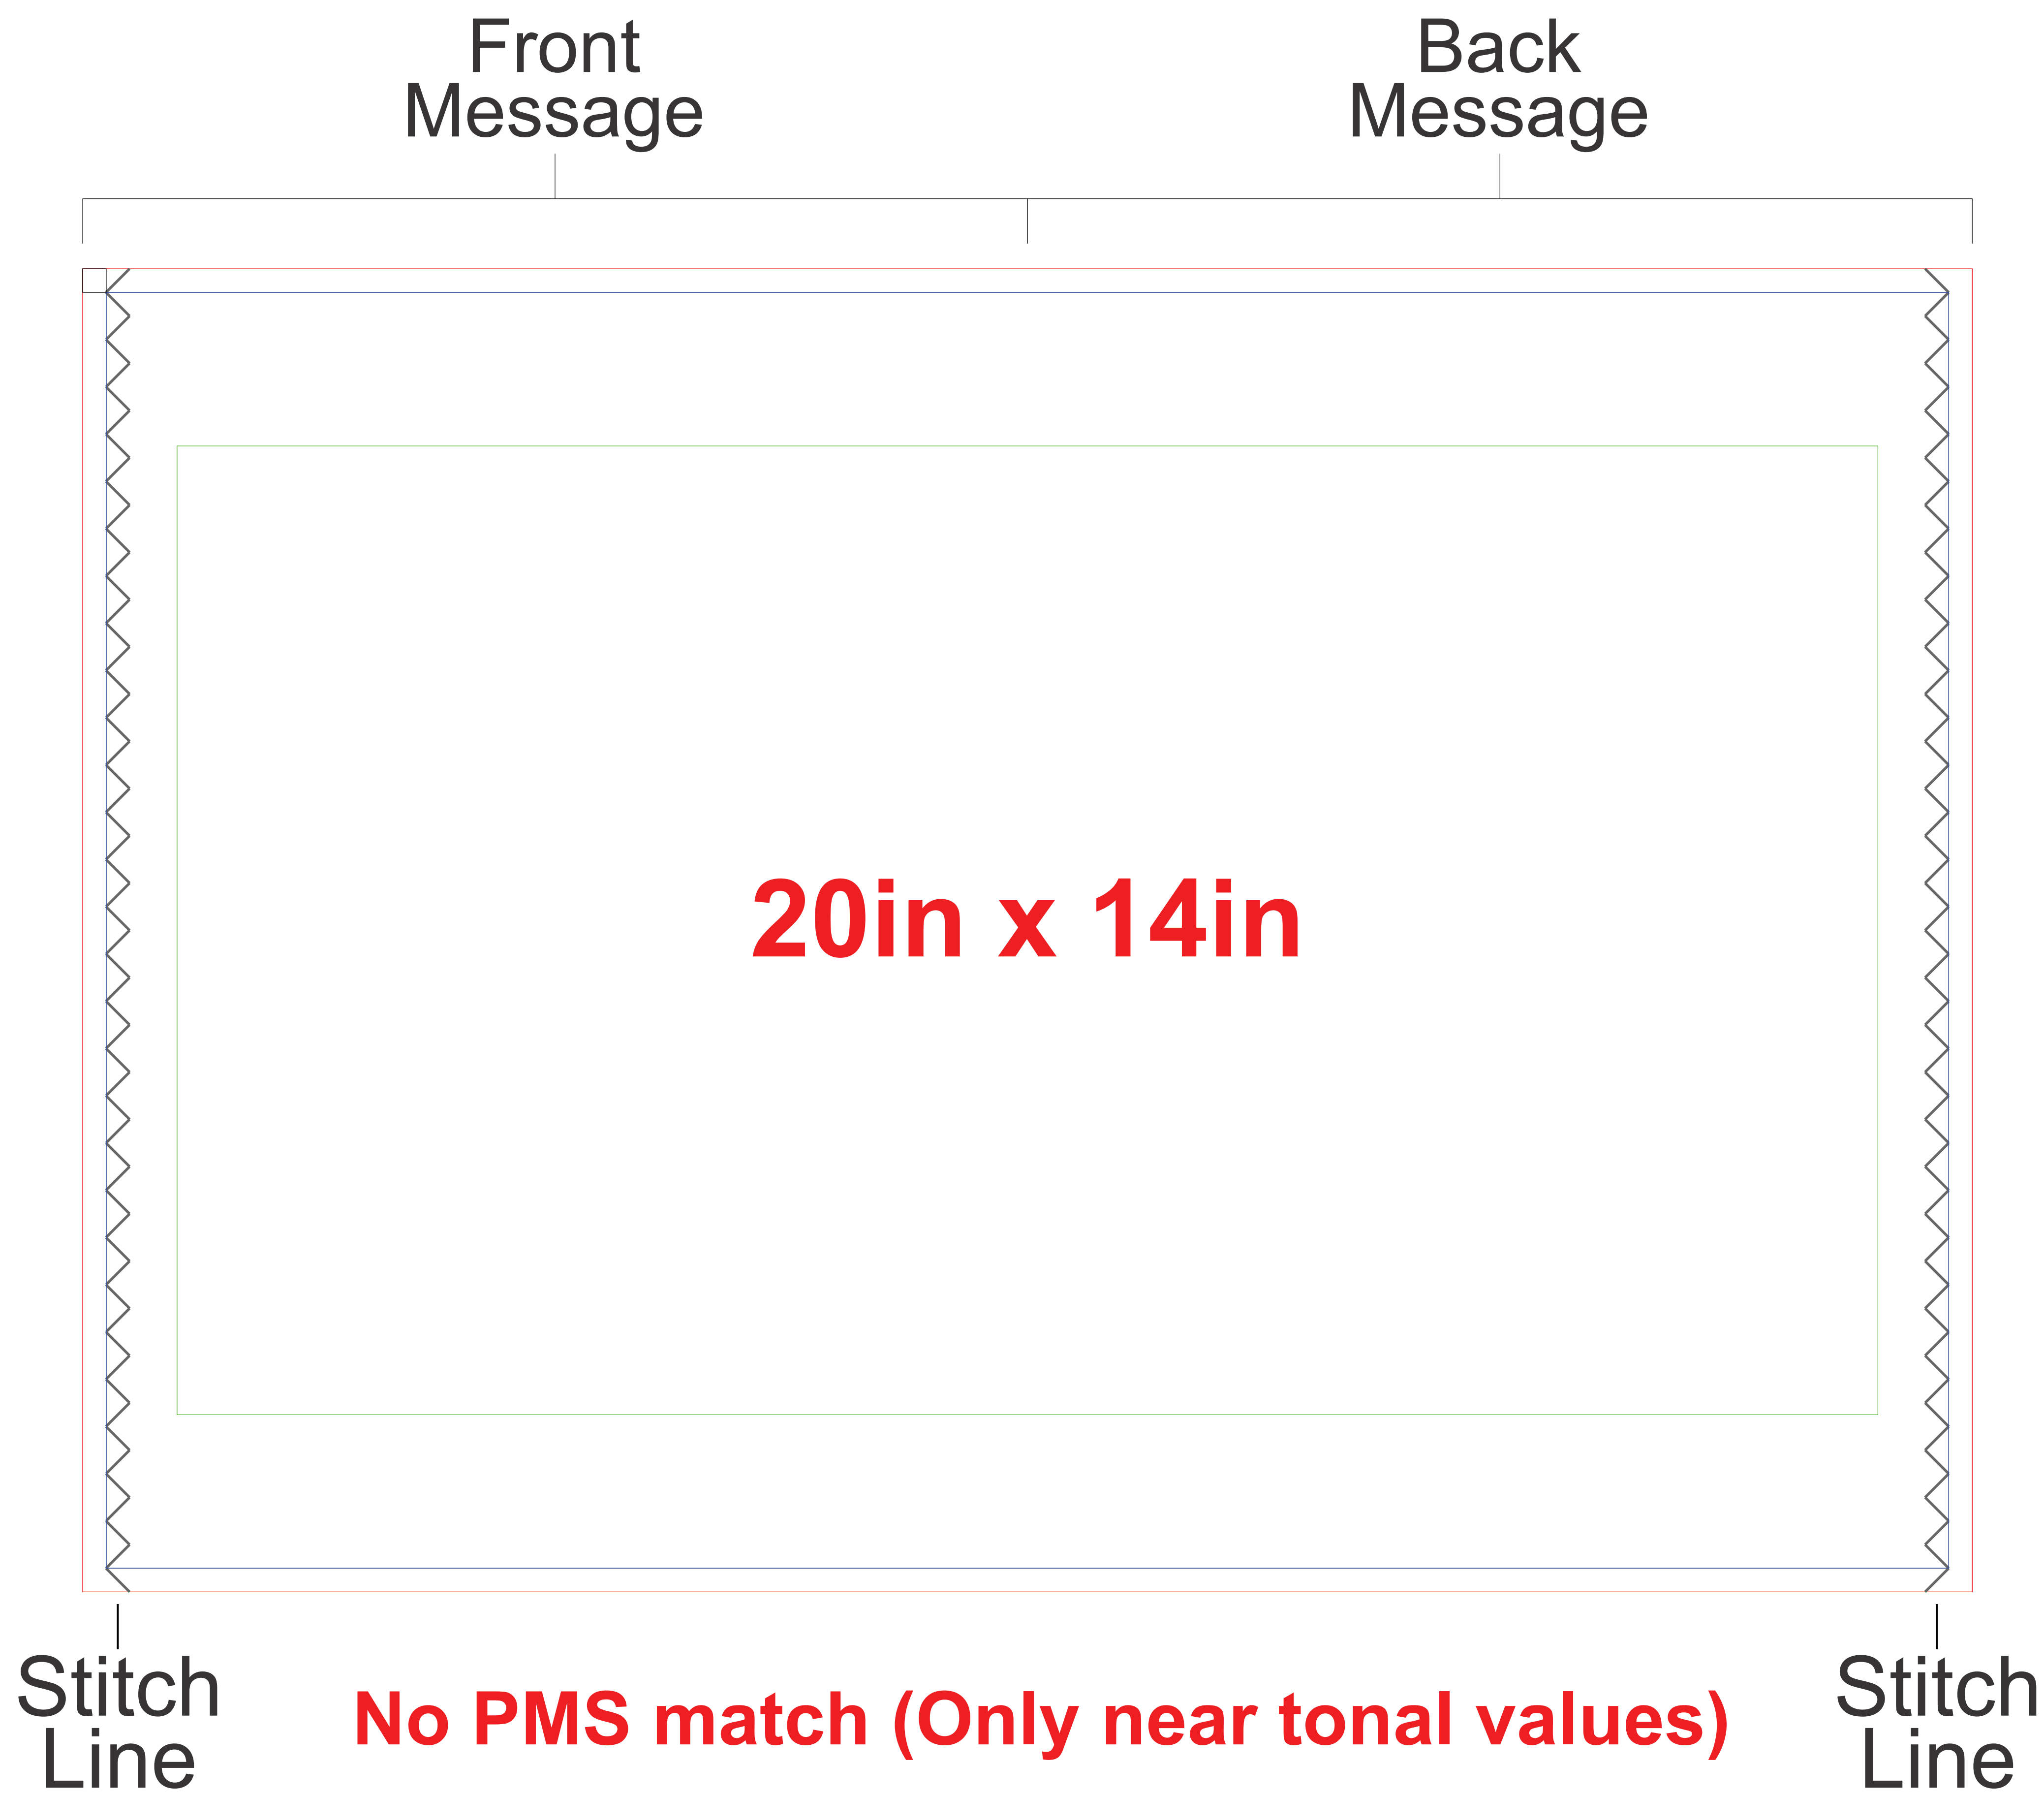 Front
Message
Back
Message
20in x 14in
Stitch
Line
No PMS match (Only near tonal values)
Stitch
Line